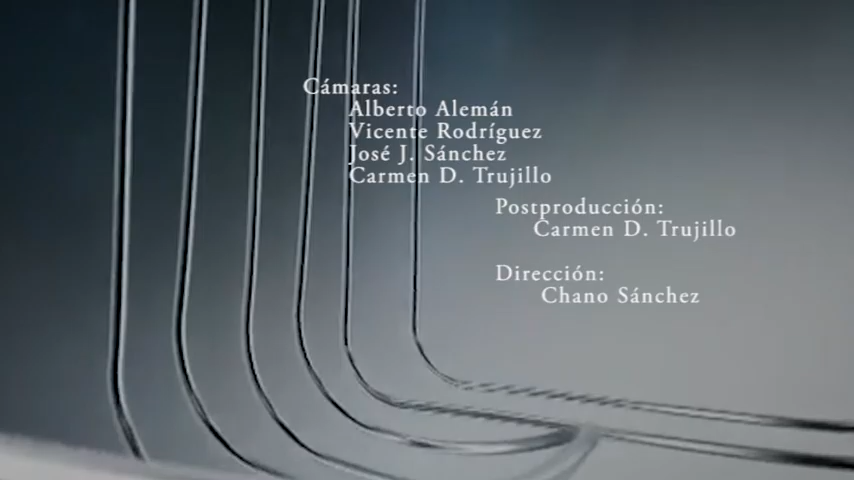 Cámaras:
Alberto Alemán
Vicente Rodríguez
José J. Sánchez
Carmen D. Trujillo
Postproducción:
Carmen D. Trujillo
Dirección:
Chano Sánchez